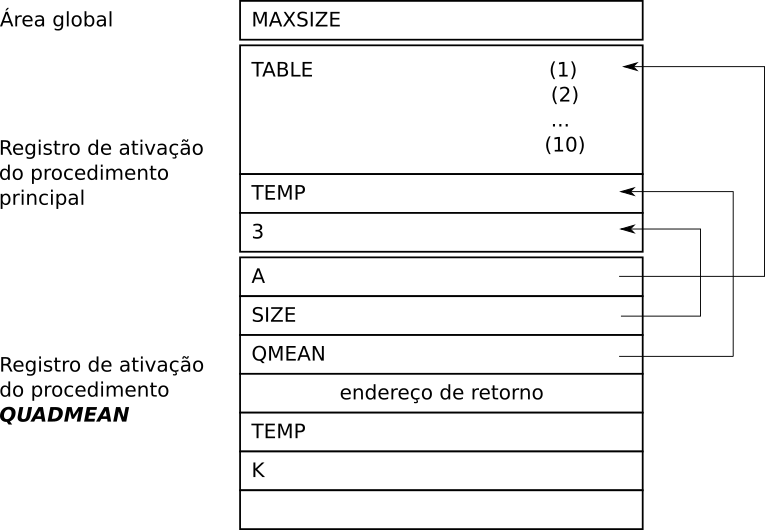 Área global
MAXSIZE
TABLE (1)
(2)
...
(10)
Registro de ativação
do procedimento
principal
TEMP
3
A
SIZE
QMEAN
Registro de ativação
do procedimento
QUADMEAN
endereço de retorno
TEMP
K